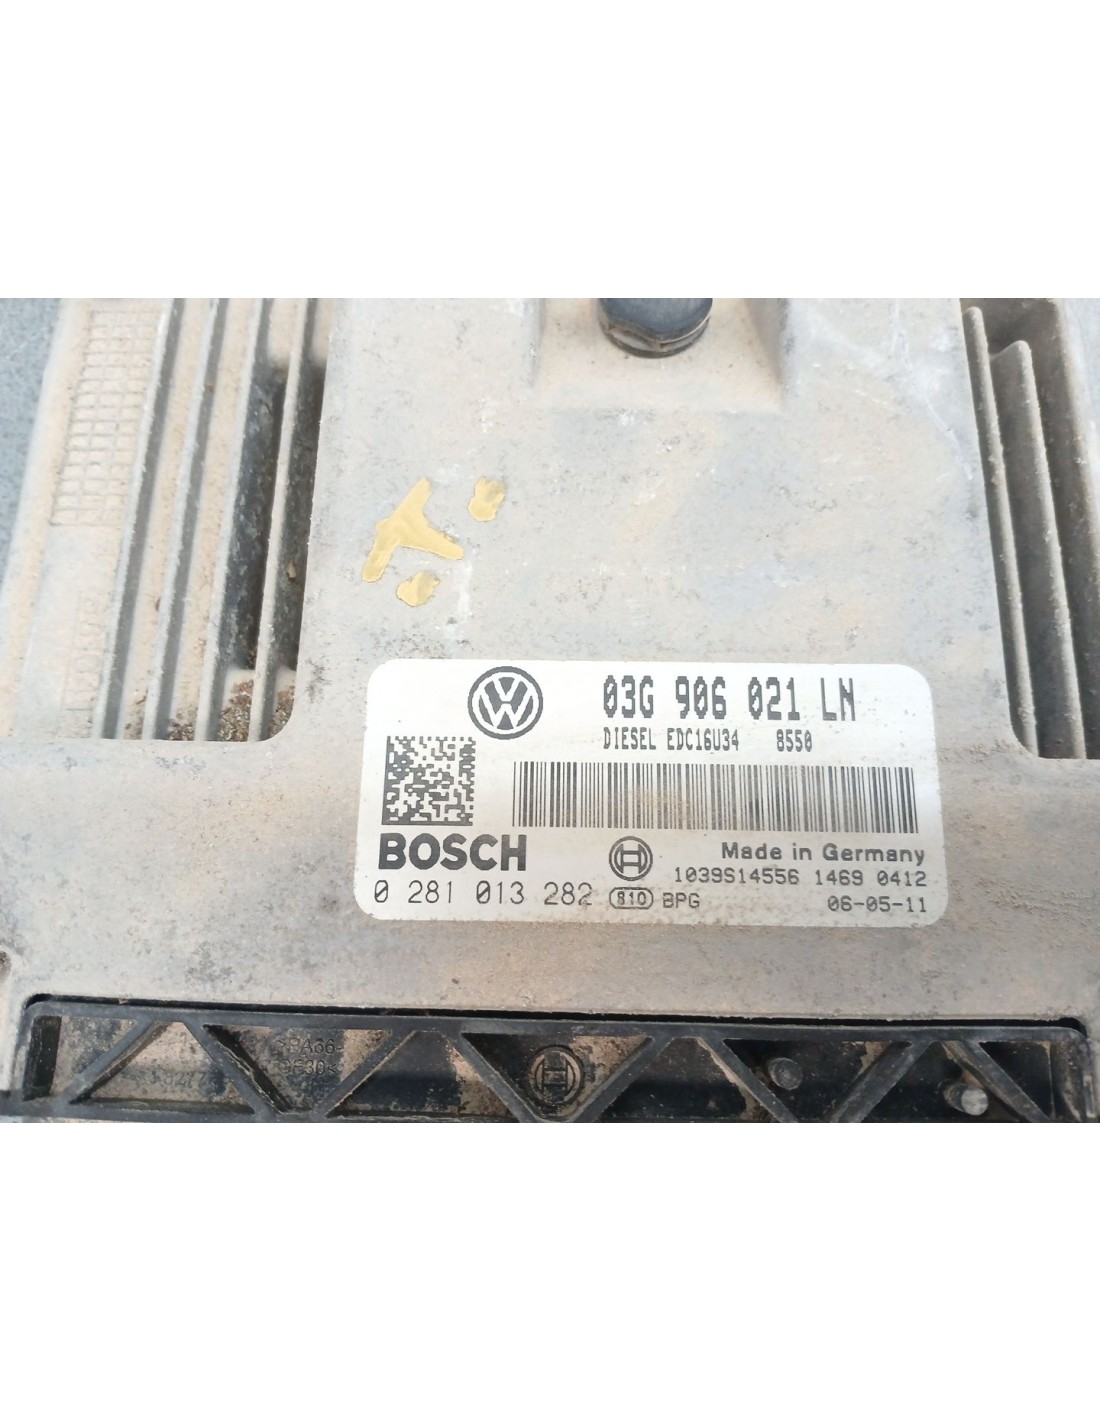 03G 906 021 LN
DIESEL EDC16U34 8550
BOSCH
Made in Germany
1039S14556 1469 0412
0 281 013 282 810 BPG
06-05-11
>PA66-